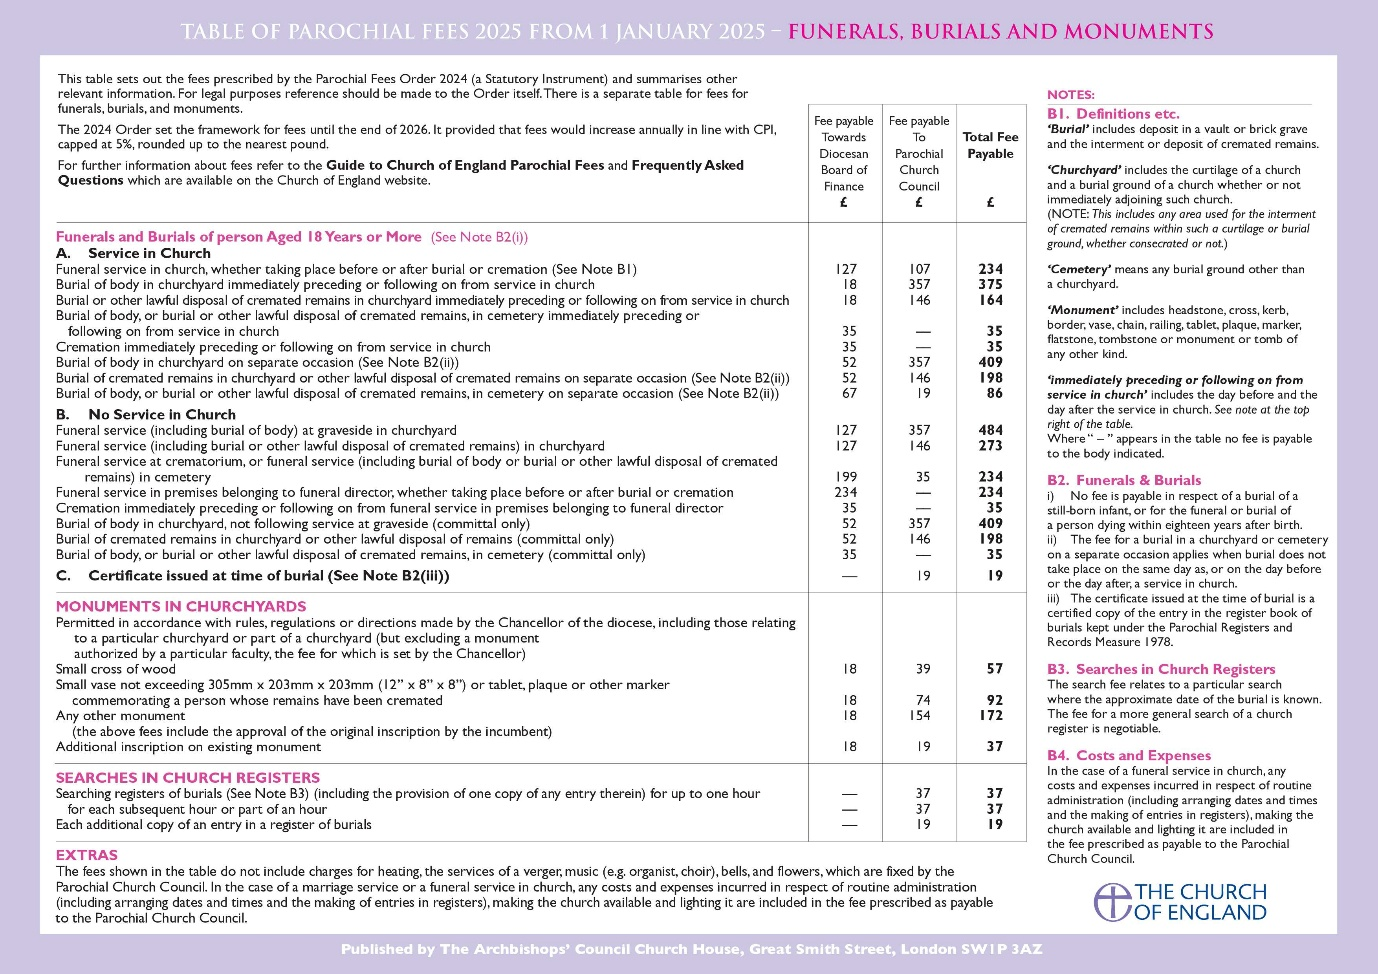 TABLE OF PAROCHIAL FEES 2025 FROM 1 JANUARY 2025 – FUNERALS, BURIALS AND MONUMENTS
This table sets out the fees prescribed by the Parochial Fees Order 2024 (a Statutory Instrument) and summarises other
relevant information. For legal purposes reference should be made to the Order itself. There is a separate table for fees for
funerals, burials, and monuments.
The 2024 Order set the framework for fees until the end of 2026. It provided that fees would increase annually in line with CPI,
capped at 5%, rounded up to the nearest pound.
For further information about fees refer to the Guide to Church of England Parochial Fees and Frequently Asked
Questions which are available on the Church of England website.
Fee payable Towards Diocesan Board of Finance £
Fee payable To Parochial Church Council £
Total Fee Payable £
Funerals and Burials of person Aged 18 Years or More (See Note B2(i))
A. Service in Church
Funeral service in church, whether taking place before or after burial or cremation (See Note B1) 127 107 234
Burial of body in churchyard immediately preceding or following on from service in church 18 357 375
Burial or other lawful disposal of cremated remains in churchyard immediately preceding or following on from service in church 18 146 164
Burial of body, or burial or other lawful disposal of cremated remains, in cemetery immediately preceding or
following on from service in church 35 — 35
Cremation immediately preceding or following on from service in church 35 — 35
Burial of body in churchyard on separate occasion (See Note B2(ii)) 52 357 409
Burial of cremated remains in churchyard or other lawful disposal of cremated remains on separate occasion (See Note B2(ii)) 52 146 198
Burial of body, or burial or other lawful disposal of cremated remains, in cemetery on separate occasion (See Note B2(ii)) 67 19 86
B. No Service in Church
Funeral service (including burial of body) at graveside in churchyard 127 357 484
Funeral service (including burial or other lawful disposal of cremated remains) in churchyard 127 146 273
Funeral service at crematorium, or funeral service (including burial of body or burial or other lawful disposal of cremated
remains) in cemetery 199 35 234
Funeral service in premises belonging to funeral director, whether taking place before or after burial or cremation 234 — 234
Cremation immediately preceding or following on from funeral service in premises belonging to funeral director 35 — 35
Burial of body in churchyard, not following service at graveside (committal only) 52 357 409
Burial of cremated remains in churchyard or other lawful disposal of remains (committal only) 52 146 198
Burial of body, or burial or other lawful disposal of cremated remains, in cemetery (committal only) 35 — 35
C. Certificate issued at time of burial (See Note B2(iii)) — 19 19
MONUMENTS IN CHURCHYARDS
Permitted in accordance with rules, regulations or directions made by the Chancellor of the diocese, including those relating
to a particular churchyard or part of a churchyard (but excluding a monument
authorized by a particular faculty, the fee for which is set by the Chancellor)
Small cross of wood 18 39 57
Small vase not exceeding 305mm x 203mm x 203mm (12” x 8” x 8”) or tablet, plaque or other marker
commemorating a person whose remains have been cremated 18 74 92
Any other monument 18 154 172
(the above fees include the approval of the original inscription by the incumbent)
Additional inscription on existing monument 18 19 37
SEARCHES IN CHURCH REGISTERS
Searching registers of burials (See Note B3) (including the provision of one copy of any entry therein) for up to one hour — 37 37
for each subsequent hour or part of an hour — 37 37
Each additional copy of an entry in a register of burials — 19 19
EXTRAS
The fees shown in the table do not include charges for heating, the services of a verger, music (e.g. organist, choir), bells, and flowers, which are fixed by the
Parochial Church Council. In the case of a marriage service or a funeral service in church, any costs and expenses incurred in respect of routine administration
(including arranging dates and times and the making of entries in registers), making the church available and lighting it are included in the fee prescribed as payable
to the Parochial Church Council.
NOTES:
B1. Definitions etc.
‘Burial’ includes deposit in a vault or brick grave
and the interment or deposit of cremated remains.
‘Churchyard’ includes the curtilage of a church
and a burial ground of a church whether or not
immediately adjoining such church.
(NOTE: This includes any area used for the interment
of cremated remains within such a curtilage or burial
ground, whether consecrated or not.)
‘Cemetery’ means any burial ground other than
a churchyard.
‘Monument’ includes headstone, cross, kerb,
border, vase, chain, railing, tablet, plaque, marker,
flatstone, tombstone or monument or tomb of
any other kind.
‘immediately preceding or following on from
service in church’ includes the day before and the
day after the service in church. See note at the top
right of the table.
Where “ – ” appears in the table no fee is payable
to the body indicated.
B2. Funerals & Burials
i) No fee is payable in respect of a burial of a
still-born infant, or for the funeral or burial of
a person dying within eighteen years after birth.
ii) The fee for a burial in a churchyard or cemetery
on a separate occasion applies when burial does not
take place on the same day as, or on the day before
or the day after, a service in church.
iii) The certificate issued at the time of burial is a
certified copy of the entry in the register book of
burials kept under the Parochial Registers and
Records Measure 1978.
B3. Searches in Church Registers
The search fee relates to a particular search
where the approximate date of the burial is known.
The fee for a more general search of a church
register is negotiable.
B4. Costs and Expenses
In the case of a funeral service in church, any
costs and expenses incurred in respect of routine
administration (including arranging dates and times
and the making of entries in registers), making the
church available and lighting it are included in
the fee prescribed as payable to the Parochial
Church Council.
THE CHURCH
OF ENGLAND
Published by The Archbishops’ Council Church House, Great Smith Street, London SW1P 3AZ